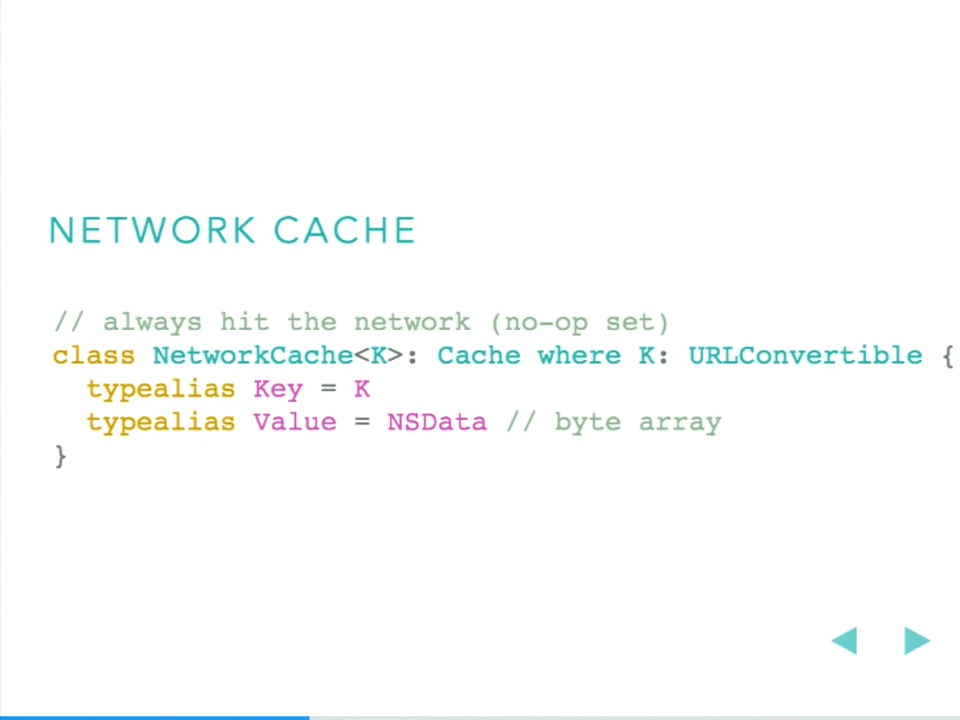 NETWORK CACHE
// always hit the network (no-op set)
class NetworkCache<K>: Cache where K: URLConvertible {
  typealias Key = K
  typealias Value = NSData // byte array
}